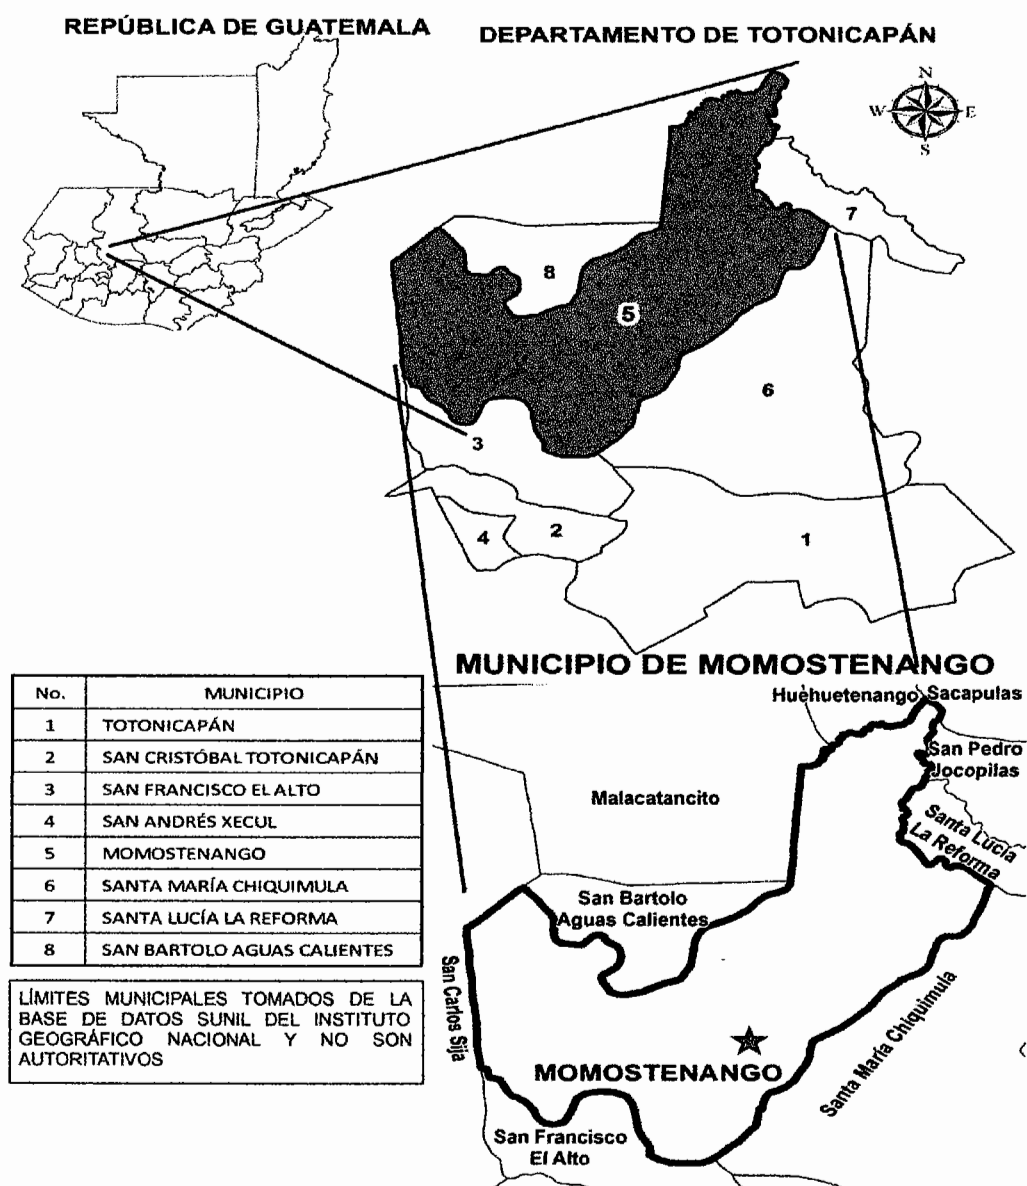 REPÚBLICA DE GUATEMALA
DEPARTAMENTO DE TOTONICAPÁN
N
W
E
S
7
8
5
6
3
4
2
1
MUNICIPIO DE MOMOSTENANGO
No. MUNICIPIO
1 TOTONICAPÁN
2 SAN CRISTÓBAL TOTONICAPÁN
3 SAN FRANCISCO EL ALTO
4 SAN ANDRÉS XECUL
5 MOMOSTENANGO
6 SANTA MARÍA CHIQUIMULA
7 SANTA LUCÍA LA REFORMA
8 SAN BARTOLO AGUAS CALIENTES
LÍMITES MUNICIPALES TOMADOS DE LA
BASE DE DATOS SUNIL DEL INSTITUTO
GEOGRÁFICO NACIONAL Y NO SON
AUTORITATIVOS
Huehuetenango
Sacapulas
San Pedro
Jocopilas
Malacatancito
Santa Lucía
La Reforma
San Bartolo
Aguas Calientes
San Carlos Sija
Santa María Chiquimula
MOMOSTENANGO
San Francisco
El Alto